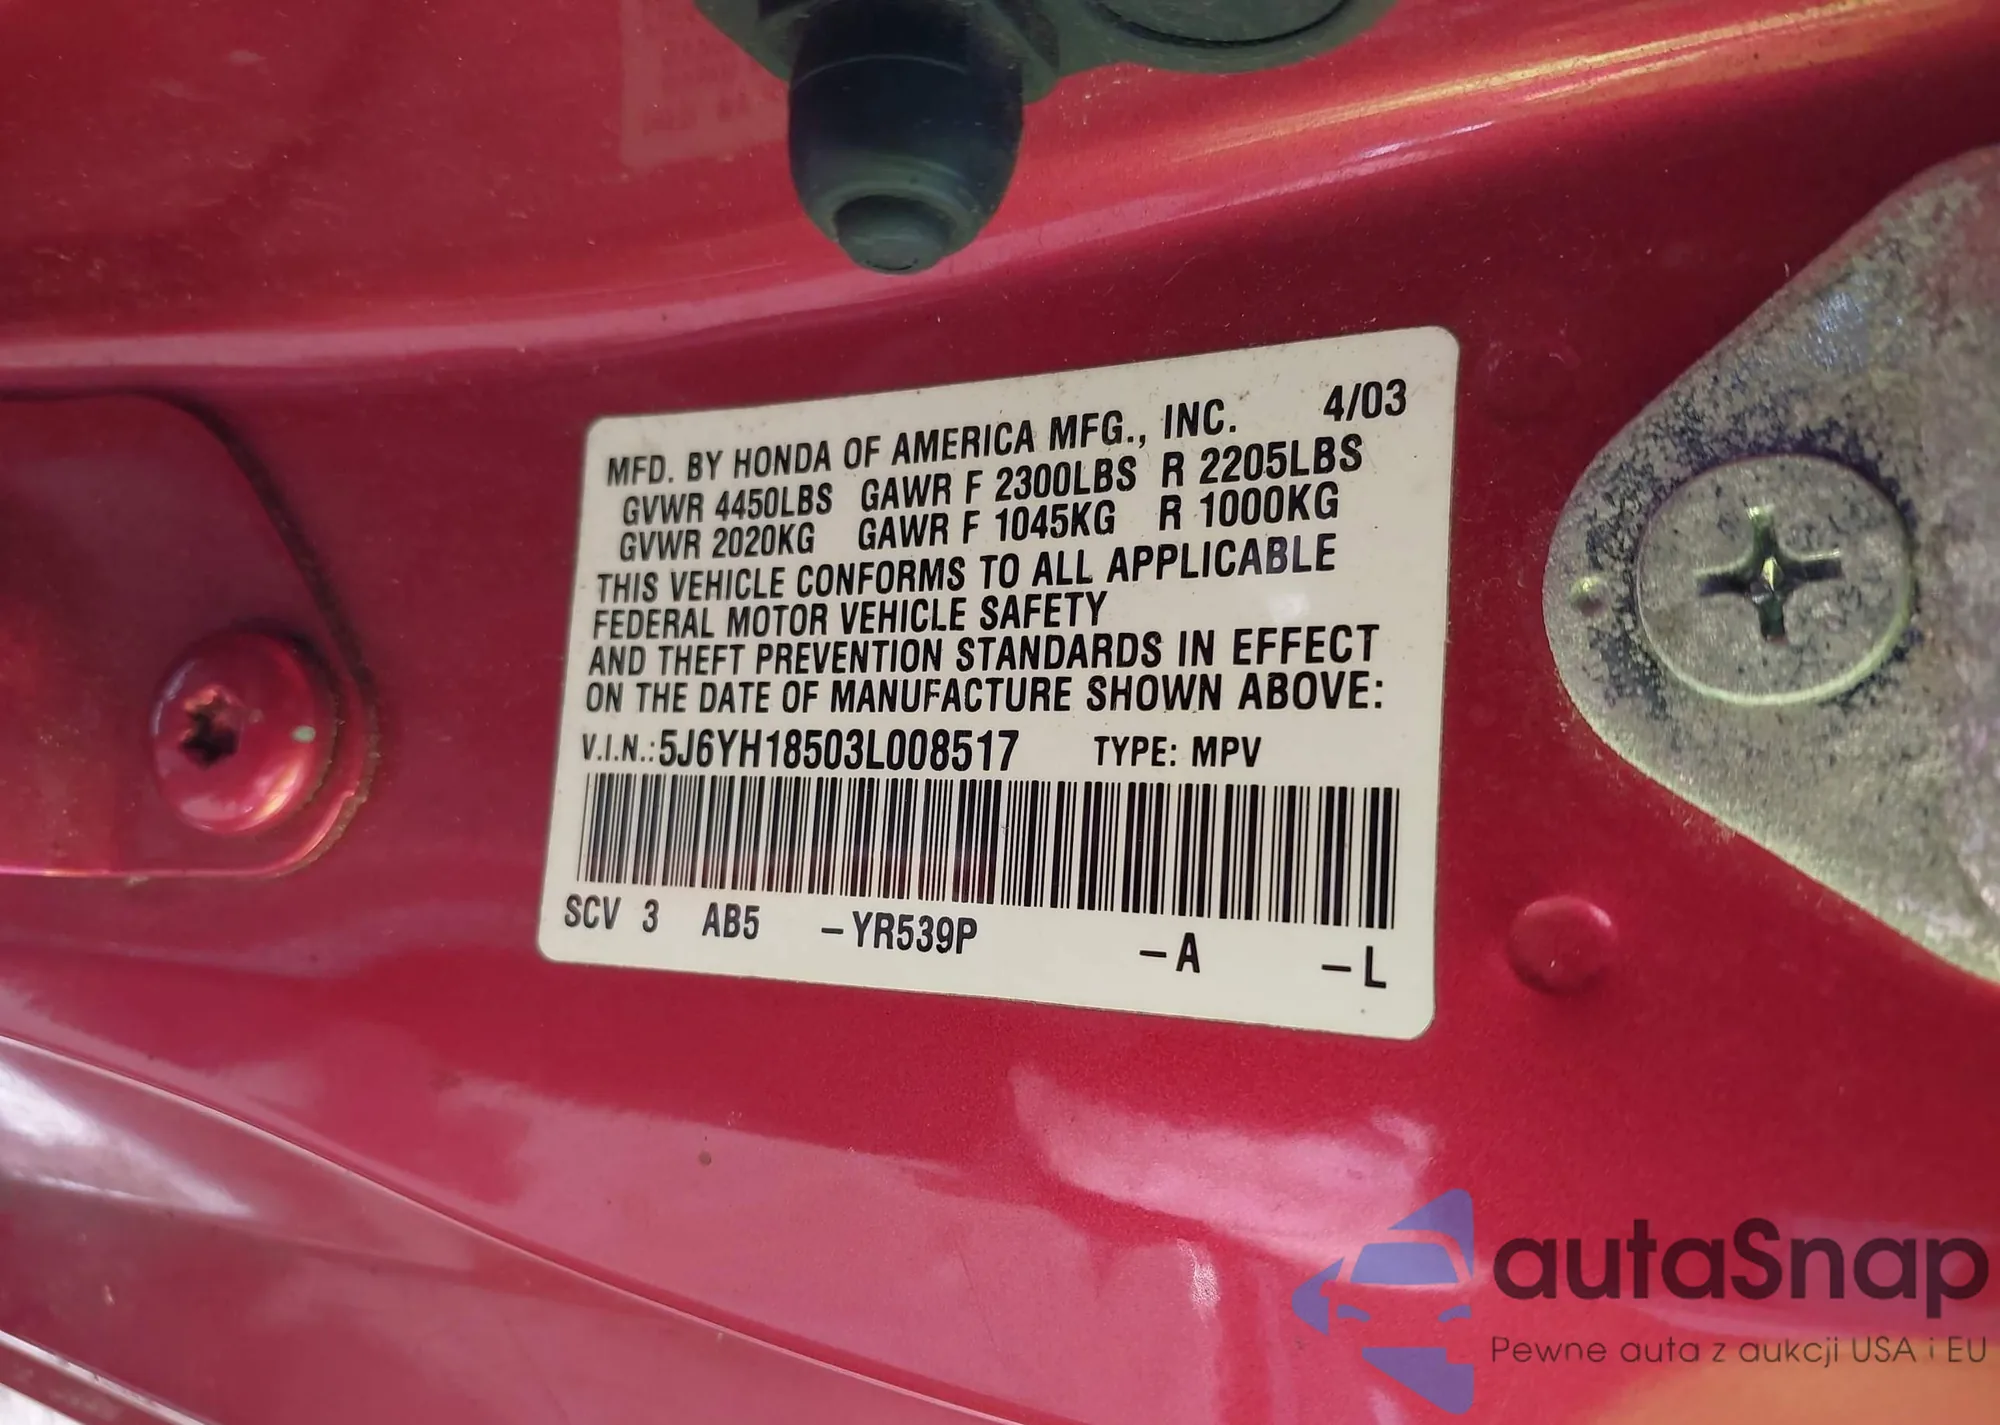 MFD. BY HONDA OF AMERICA MFG., INC. 4/03
GVWR 4450LBS GAWR F 2300LBS R 2205LBS
GVWR 2020KG GAWR F 1045KG R 1000KG
THIS VEHICLE CONFORMS TO ALL APPLICABLE
FEDERAL MOTOR VEHICLE SAFETY
AND THEFT PREVENTION STANDARDS IN EFFECT
ON THE DATE OF MANUFACTURE SHOWN ABOVE:
V.I.N.: 5J6YH18503L008517 TYPE: MPV
SCV 3 AB5 –YR539P –A –L
autaSnap
Pewne auta z aukcji USA i EU